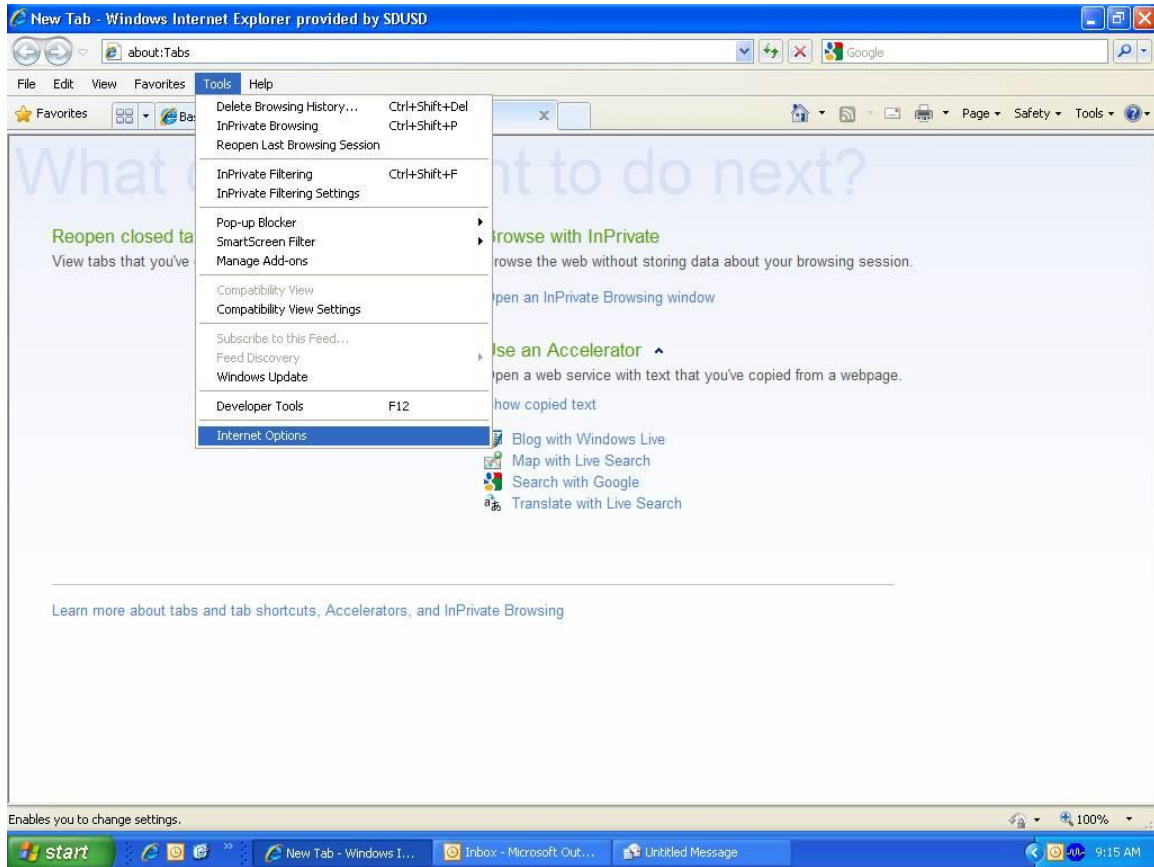 New Tab - Windows Internet Explorer provided by SDUSD
about:Tabs
Google
File Edit View Favorites Tools Help
Favorites
Page Safety Tools
Delete Browsing History... Ctrl+Shift+Del
InPrivate Browsing Ctrl+Shift+P
Reopen Last Browsing Session
InPrivate Filtering Ctrl+Shift+F
InPrivate Filtering Settings
Pop-up Blocker
SmartScreen Filter
Manage Add-ons
Compatibility View
Compatibility View Settings
Subscribe to this Feed...
Feed Discovery
Windows Update
Developer Tools F12
Internet Options
What
nt to do next?
Reopen closed ta
View tabs that you've
Browse with InPrivate
rowse the web without storing data about your browsing session.
pen an InPrivate Browsing window
Use an Accelerator
pen a web service with text that you've copied from a webpage.
how copied text
Blog with Windows Live
Map with Live Search
Search with Google
Translate with Live Search
Learn more about tabs and tab shortcuts, Accelerators, and InPrivate Browsing
Enables you to change settings.
100%
start
New Tab - Windows I...
Inbox - Microsoft Out...
Untitled Message
9:15 AM